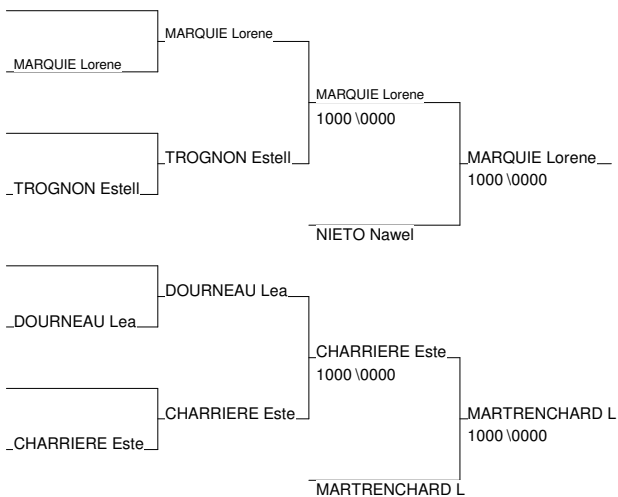 MARQUIE Lorene
MARQUIE Lorene
MARQUIE Lorene
1000 \0000
TROGNON Estell
MARQUIE Lorene
1000 \0000
TROGNON Estell
NIETO Nawel
DOURNEAU Lea
DOURNEAU Lea
CHARRIERE Este
1000 \0000
CHARRIERE Este
MARTRENCHARD L
1000 \0000
CHARRIERE Este
MARTRENCHARD L